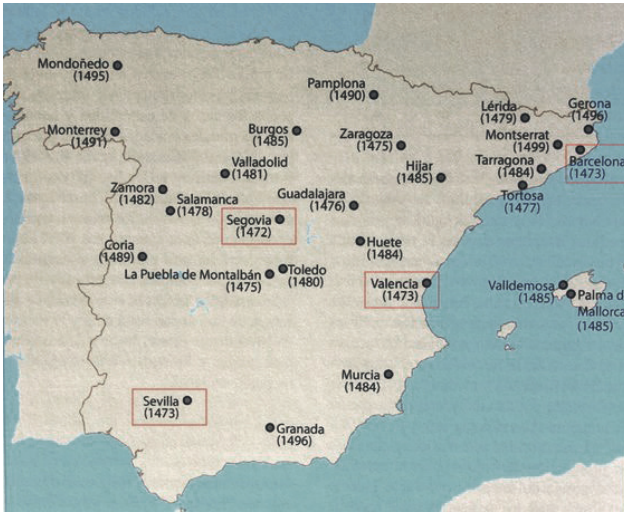 Mondoñedo
(1495)
Pamplona
(1490)
Lérida
(1479)
Gerona
(1496)
Monterrey
(1491)
Burgos
(1485)
Zaragoza
(1475)
Montserrat
(1499)
Barcelona
(1473)
Valladolid
(1481)
Hijar
(1485)
Tarragona
(1484)
Tortosa
(1477)
Zamora
(1482)
Salamanca
(1478)
Guadalajara
(1476)
Segovia
(1472)
Huete
(1484)
Coria
(1489)
La Puebla de Montalbán
(1475)
Toledo
(1480)
Valencia
(1473)
Valldemosa
(1485)
Palma d
Mallorca
(1485)
Murcia
(1484)
Sevilla
(1473)
Granada
(1496)